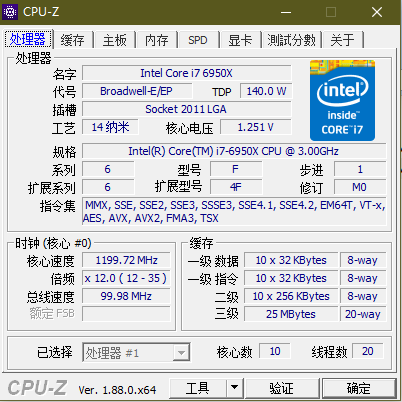 CPU-Z
处理器 缓存 主板 内存 SPD 显卡 测試分數 关于
处理器
名字 Intel Core i7 6950X
代号 Broadwell-E/EP TDP 140.0 W
插槽 Socket 2011 LGA
工艺 14 纳米 核心电压 1.251 V
intel inside™ CORE™ i7
规格 Intel(R) Core(TM) i7-6950X CPU @ 3.00GHz
系列 6 型号 F 步进 1
扩展系列 6 扩展型号 4F 修订 M0
指令集 MMX, SSE, SSE2, SSE3, SSSE3, SSE4.1, SSE4.2, EM64T, VT-x,
AES, AVX, AVX2, FMA3, TSX
时钟 (核心 #0) 缓存
核心速度 1199.72 MHz 一级 数据 10 x 32 KBytes 8-way
倍频 x 12.0 ( 12 - 35 ) 一级 指令 10 x 32 KBytes 8-way
总线速度 99.98 MHz 二级 10 x 256 KBytes 8-way
额定 FSB 三级 25 MBytes 20-way
已选择 处理器 #1 核心数 10 线程数 20
CPU-Z Ver. 1.88.0.x64 工具 验证 确定